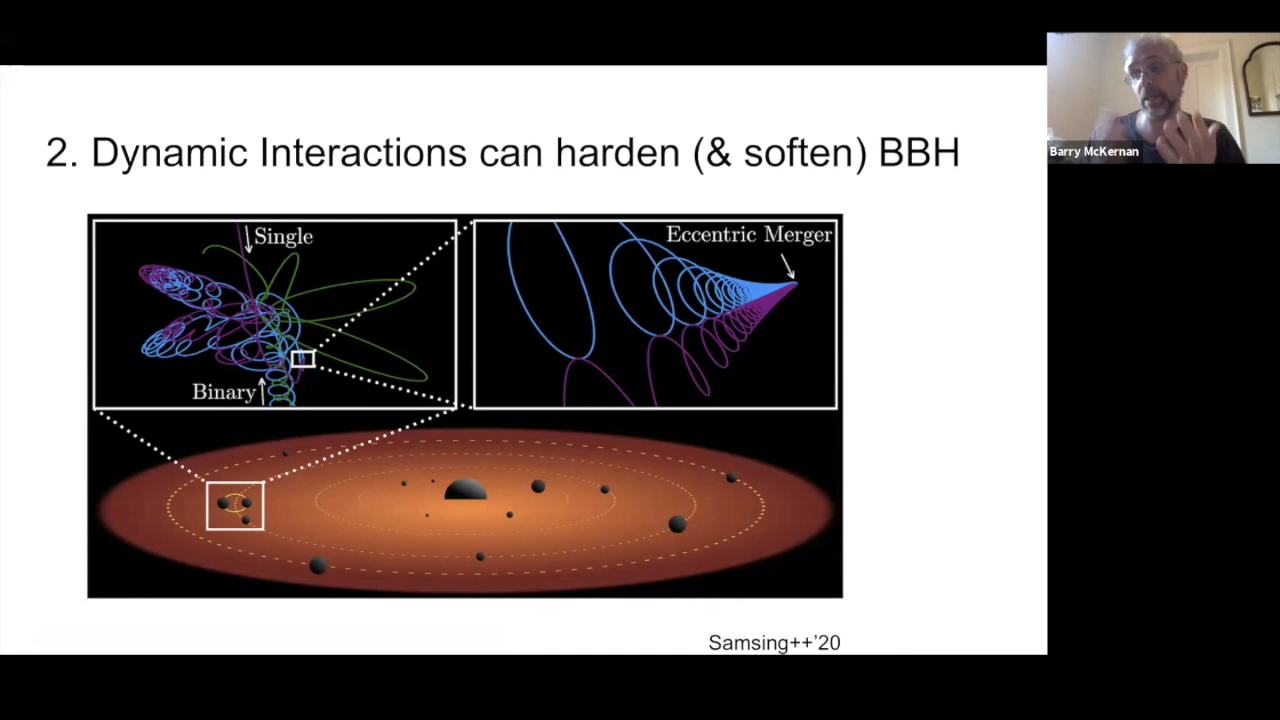 2. Dynamic Interactions can harden (& soften) BBH
Single
Binary
Eccentric Merger
Samsing++’20
Barry McKernan